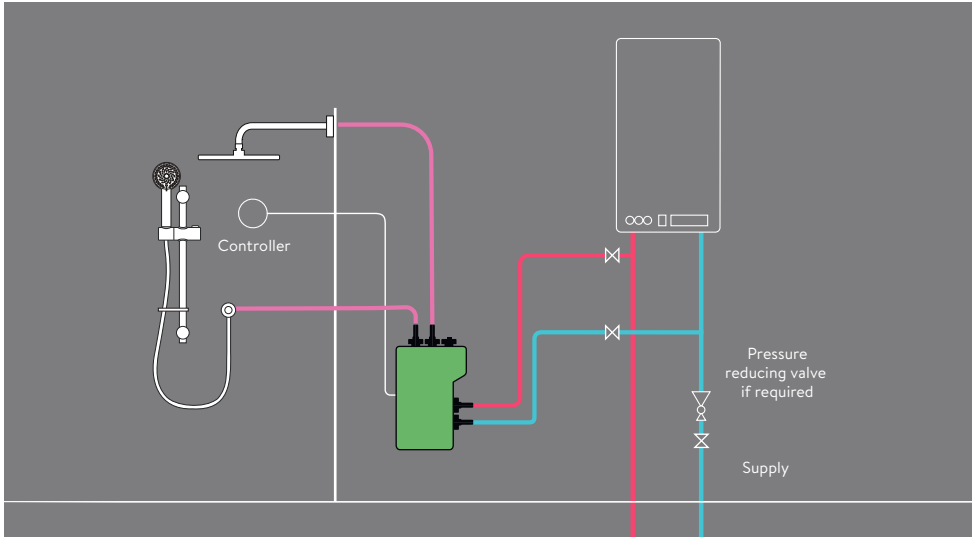 Controller
Pressure
reducing valve
if required
Supply